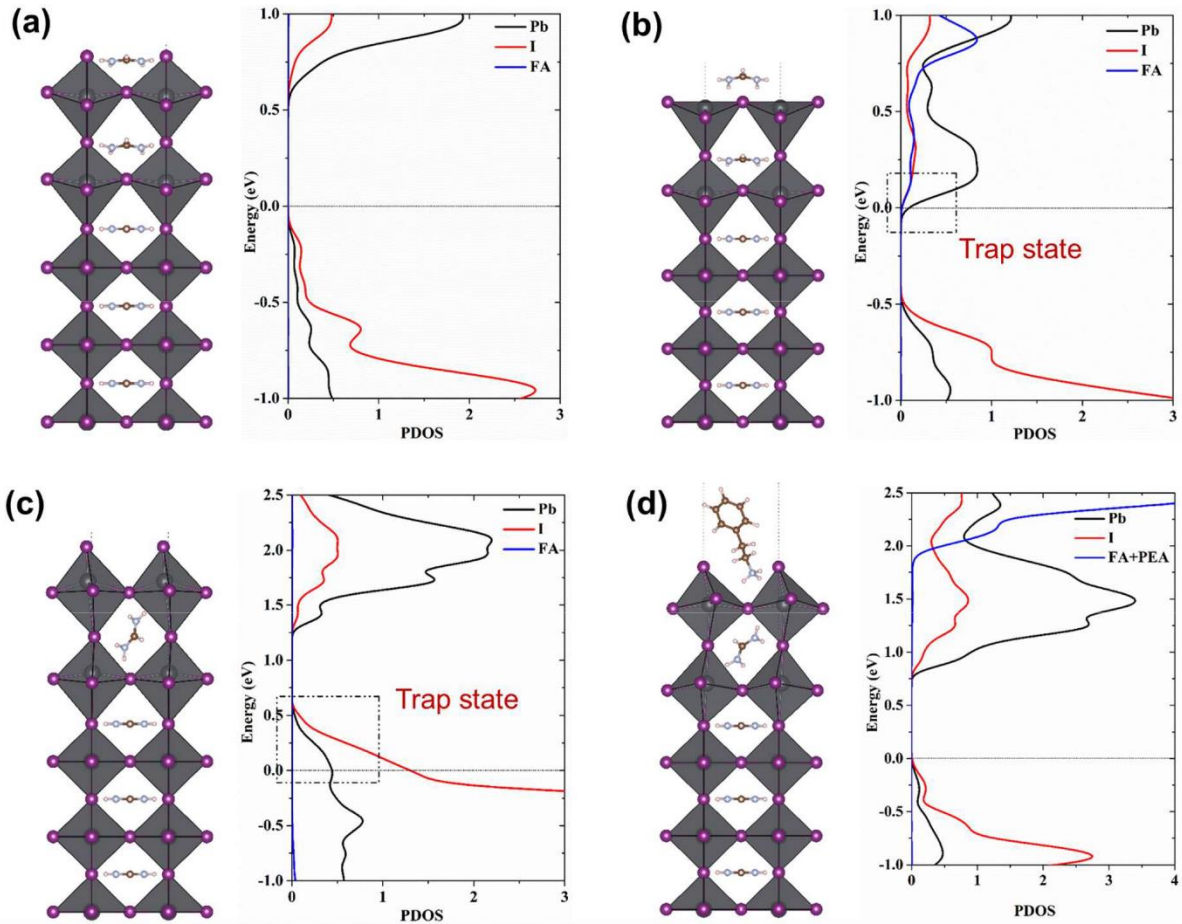 (a)
1.0
0.5
0.0
-0.5
-1.0
Energy (eV)
Pb
I
FA
0 1 2 3
PDOS
(b)
1.0
0.5
0.0
-0.5
-1.0
Energy (eV)
Pb
I
FA
Trap state
0 1 2 3
PDOS
(c)
2.5
2.0
1.5
1.0
0.5
0.0
-0.5
-1.0
Energy (eV)
Pb
I
FA
Trap state
0 1 2 3
PDOS
(d)
2.5
2.0
1.5
1.0
0.5
0.0
-0.5
-1.0
Energy (eV)
Pb
I
FA+PEA
0 1 2 3 4
PDOS